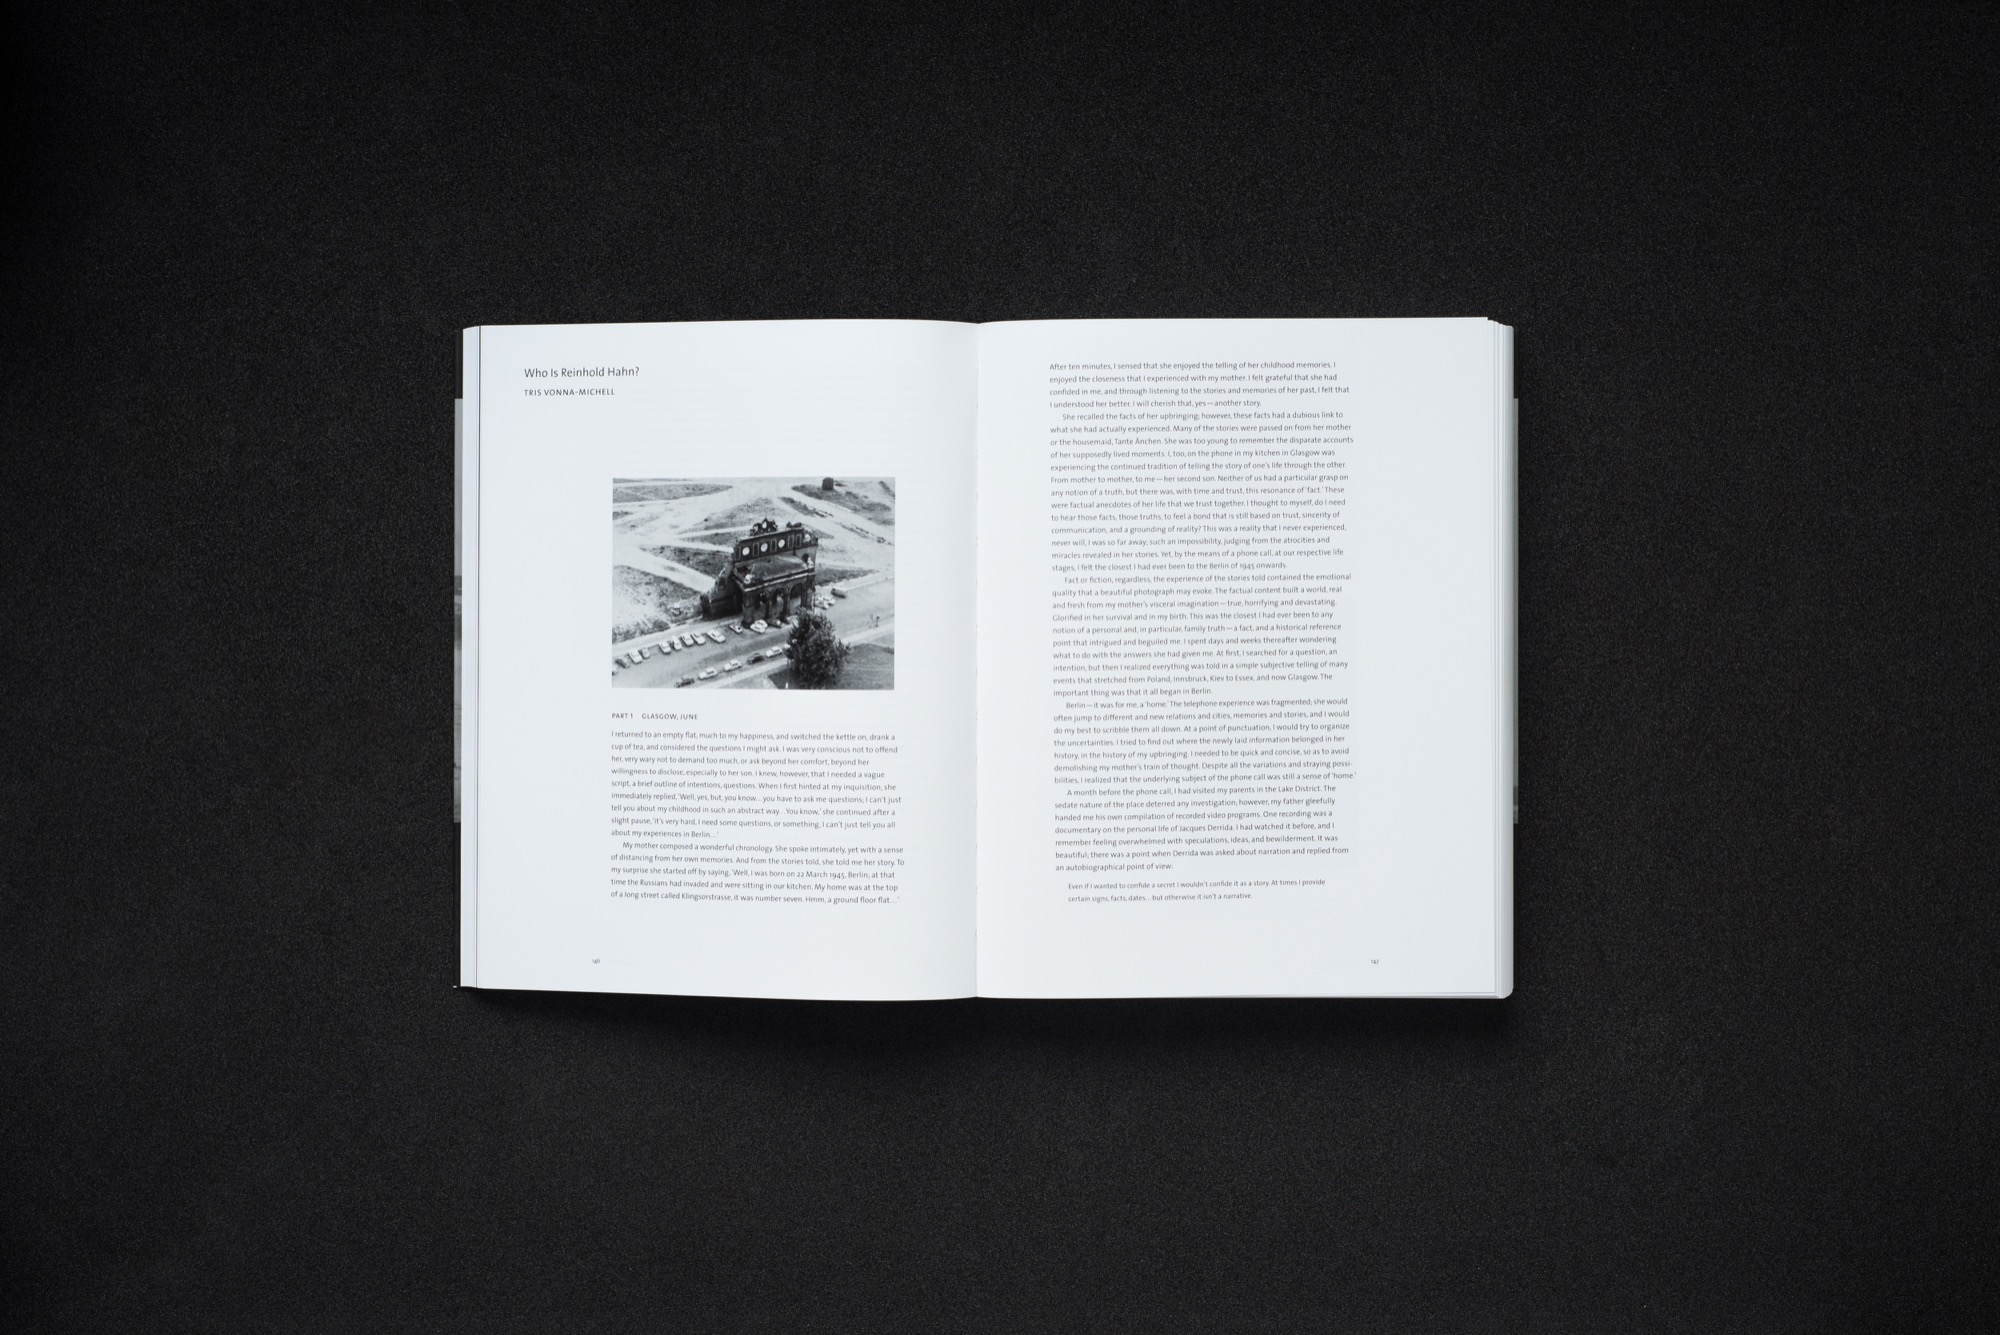 Who Is Reinhold Hahn?
TRIS VONNA-MICHELL
PART 1 GLASGOW, JUNE
I returned to an empty flat, much to my happiness, and switched the kettle on, drank a
cup of tea, and considered the questions I might ask. I was very conscious not to offend
her, very wary not to demand too much, or ask beyond her comfort, beyond her
willingness to disclose, especially to her son. I knew, however, that I needed a vague
script, a brief outline of intentions, questions. When I first hinted at my inquisition, she
immediately replied, ‘Well, yes, but, you know…you have to ask me questions; I can’t just
tell you about my childhood in such an abstract way…You know,’ she continued after a
slight pause, ‘it’s very hard, I need some questions, or something, I can’t just tell you all
about my experiences in Berlin…’
My mother composed a wonderful chronology. She spoke intimately, yet with a sense
of distancing from her own memories. And from the stories told, she told me her story. To
my surprise she started off by saying, ‘Well, I was born on 22 March 1945, Berlin; at that
time the Russians had invaded and were sitting in our kitchen. My home was at the top
of a long street called Klingsorstrasse, it was number seven. Hmm, a ground floor flat…’
146
After ten minutes, I sensed that she enjoyed the telling of her childhood memories. I
enjoyed the closeness that I experienced with my mother. I felt grateful that she had
confided in me, and through listening to the stories and memories of her past, I felt that
I understood her better. I will cherish that, yes—another story.
She recalled the facts of her upbringing; however, these facts had a dubious link to
what she had actually experienced. Many of the stories were passed on from her mother
or the housemaid, Tante Änchen. She was too young to remember the disparate accounts
of her supposedly lived moments. I, too, on the phone in my kitchen in Glasgow was
experiencing the continued tradition of telling the story of one’s life through the other.
From mother to mother, to me—her second son. Neither of us had a particular grasp on
any notion of a truth, but there was, with time and trust, this resonance of ‘fact.’ These
were factual anecdotes of her life that we trust together. I thought to myself, do I need
to hear those facts, those truths, to feel a bond that is still based on trust, sincerity of
communication, and a grounding of reality? This was a reality that I never experienced,
never will, I was so far away; such an impossibility, judging from the atrocities and
miracles revealed in her stories. Yet, by the means of a phone call, at our respective life
stages, I felt the closest I had ever been to the Berlin of 1945 onwards.
Fact or fiction, regardless, the experience of the stories told contained the emotional
quality that a beautiful photograph may evoke. The factual content built a world, real
and fresh from my mother’s visceral imagination—true, horrifying and devastating.
Glorified in her survival and in my birth. This was the closest I had ever been to any
notion of a personal and, in particular, family truth—a fact, and a historical reference
point that intrigued and beguiled me. I spent days and weeks thereafter wondering
what to do with the answers she had given me. At first, I searched for a question, an
intention, but then I realized everything was told in a simple subjective telling of many
events that stretched from Poland, Innsbruck, Kiev to Essex, and now Glasgow. The
important thing was that it all began in Berlin.
Berlin—it was for me, a ‘home.’ The telephone experience was fragmented; she would
often jump to different and new relations and cities, memories and stories, and I would
do my best to scribble them all down. At a point of punctuation, I would try to organize
the uncertainties. I tried to find out where the newly laid information belonged in her
history, in the history of my upbringing. I needed to be quick and concise, so as to avoid
demolishing my mother’s train of thought. Despite all the variations and straying possi-
bilities, I realized that the underlying subject of the phone call was still a sense of ‘home.’
A month before the phone call, I had visited my parents in the Lake District. The
sedate nature of the place deterred any investigation; however, my father gleefully
handed me his own compilation of recorded video programs. One recording was a
documentary on the personal life of Jacques Derrida. I had watched it before, and I
remember feeling overwhelmed with speculations, ideas, and bewilderment. It was
beautiful; there was a point when Derrida was asked about narration and replied from
an autobiographical point of view:
Even if I wanted to confide a secret I wouldn’t confide it as a story. At times I provide
certain signs, facts, dates…but otherwise it isn’t a narrative.
147